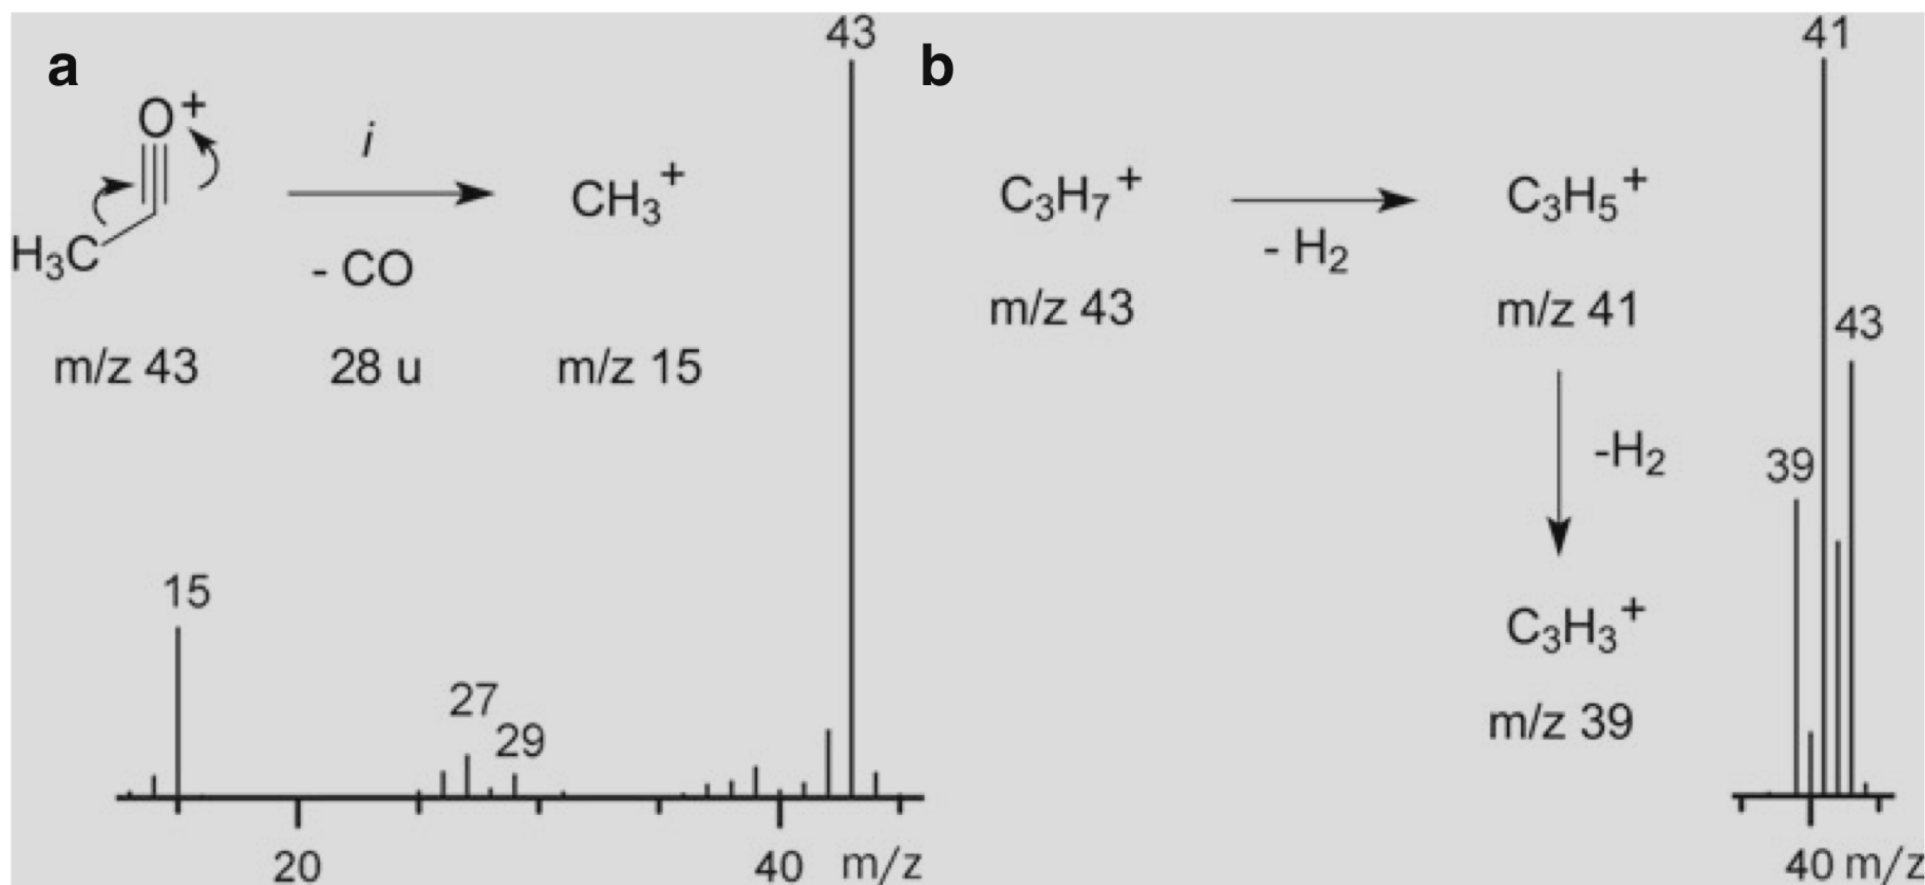 a
O⁺
i
H₃C
- CO
CH₃⁺
m/z 43
28 u
m/z 15
43
15
27
29
20
40
m/z
b
C₃H₇⁺
- H₂
C₃H₅⁺
m/z 43
m/z 41
-H₂
C₃H₃⁺
m/z 39
41
43
39
40 m/z